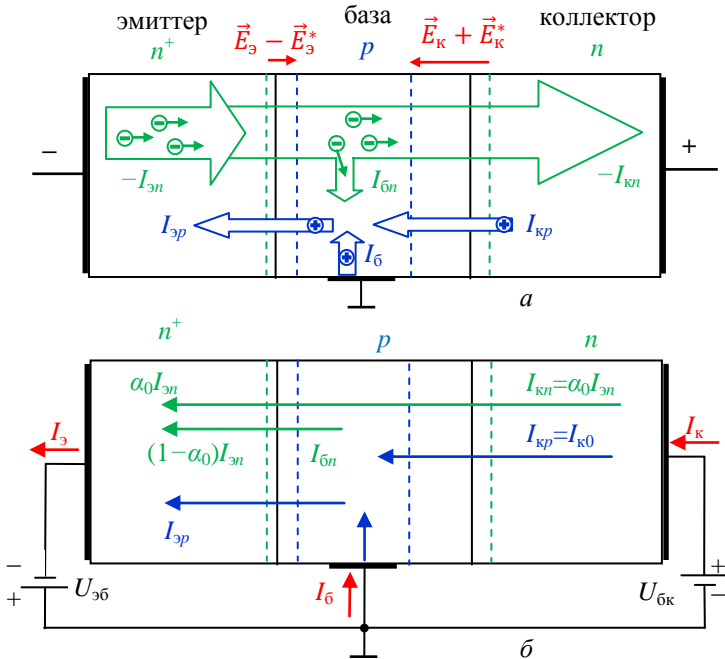 эмиттер база коллектор
n⁺ E⃗э − E⃗э* p E⃗к + E⃗к* n
− +
−Iэn Iбn −Iкn
Iэp Iб Iкp
а
n⁺ p n
α₀Iэn Iкn=α₀Iэn
Iэ Iк
(1−α₀)Iэn Iбn Iкp=Iк0
Iэp
− +
+ Uэб Iб Uбк −
б